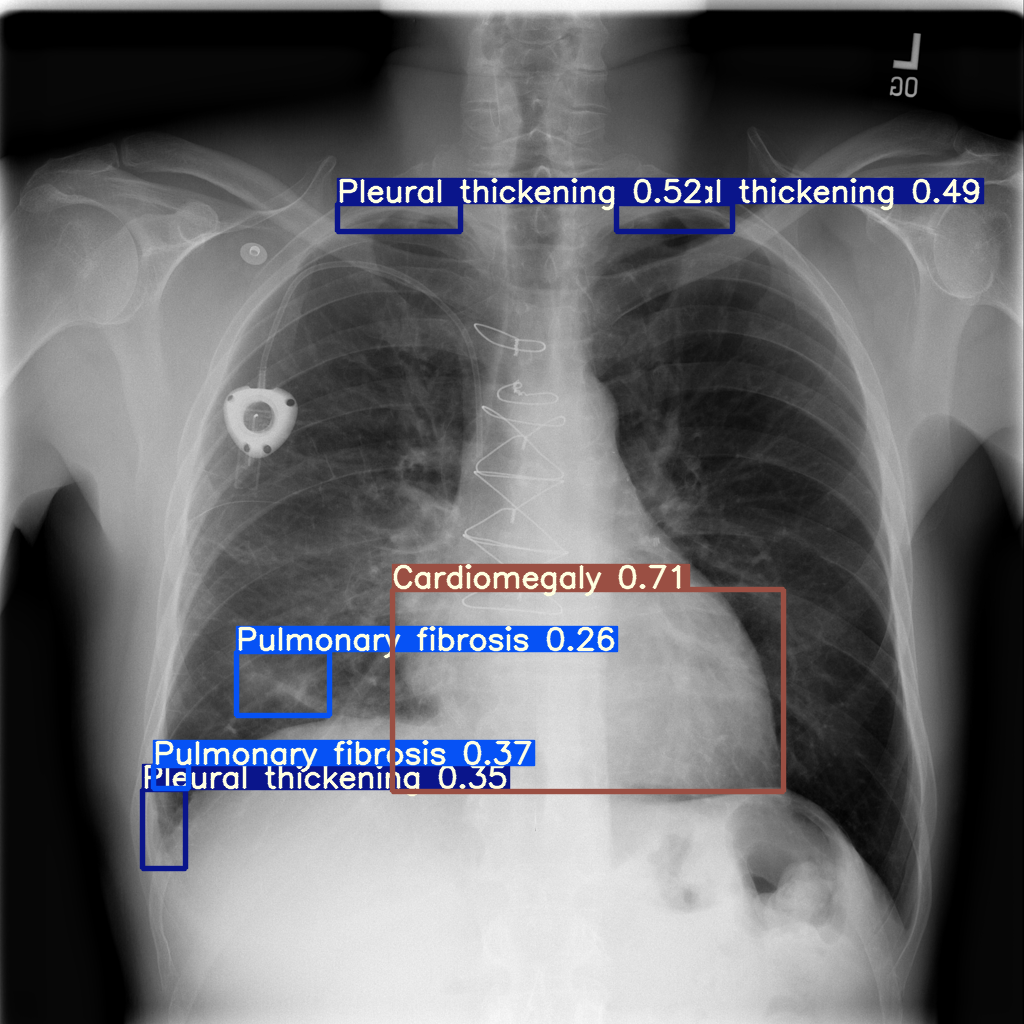 L
OG
Pleural thickening 0.52
thickening 0.49
Cardiomegaly 0.71
Pulmonary fibrosis 0.26
Pulmonary fibrosis 0.37
Pleural thickening 0.35